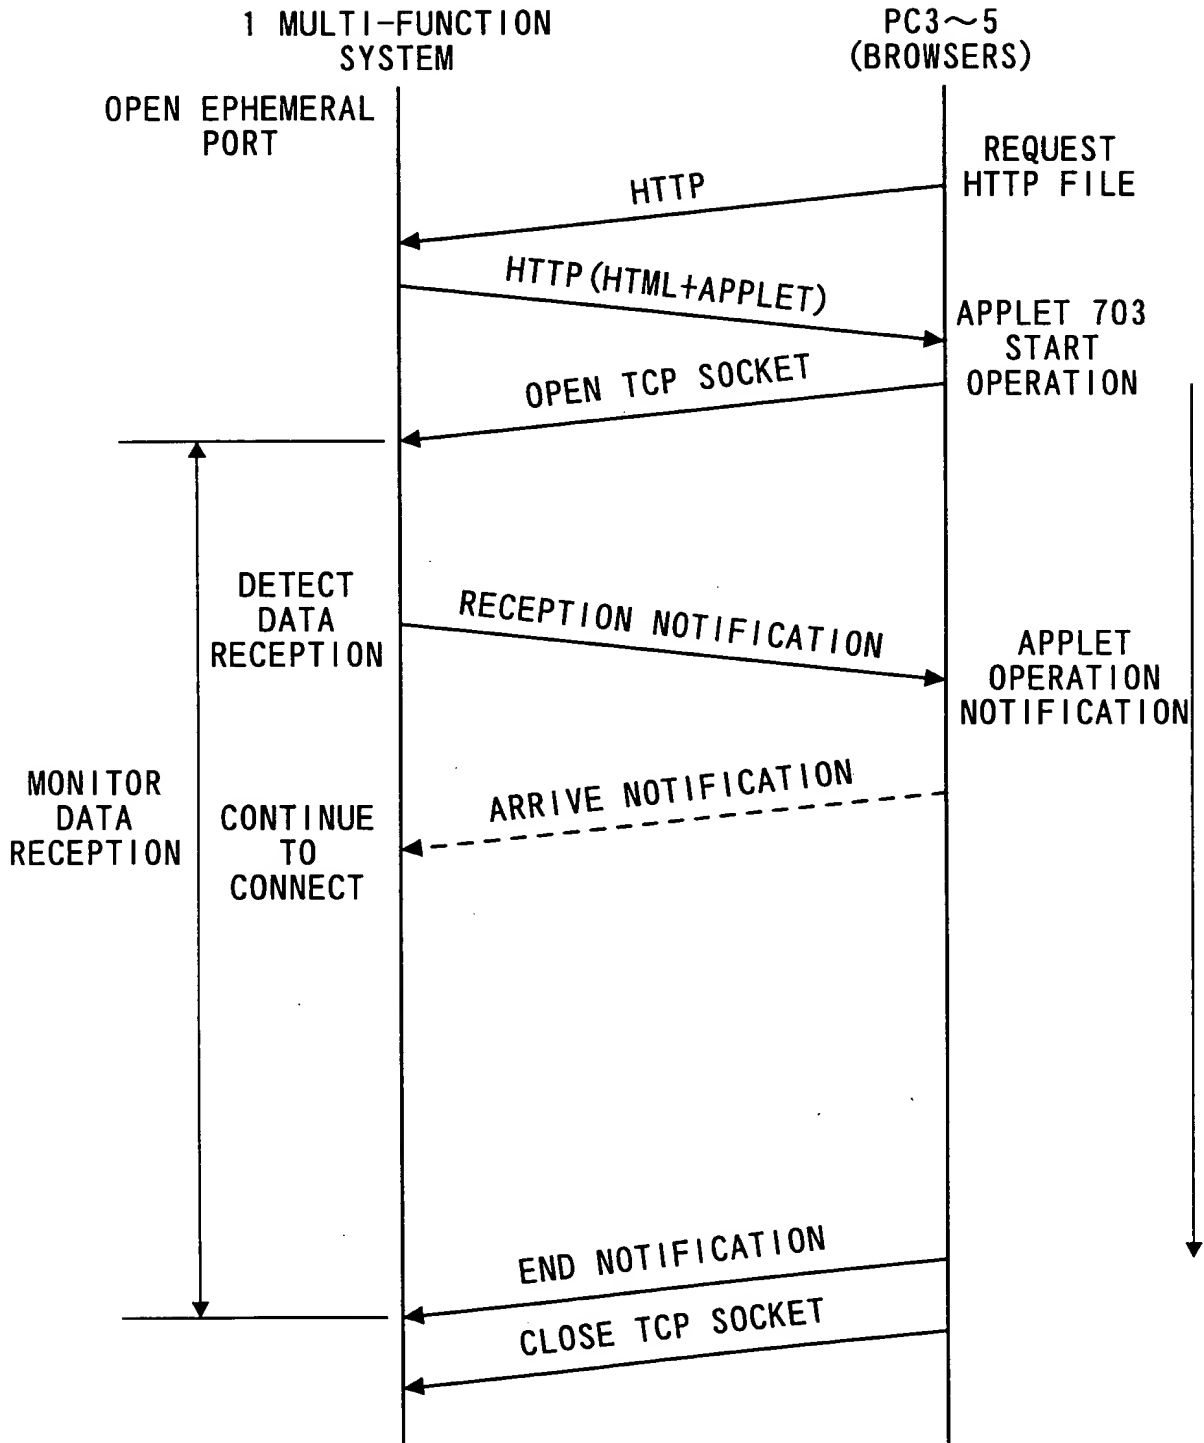 1 MULTI-FUNCTION
SYSTEM
PC3～5
(BROWSERS)
OPEN EPHEMERAL
PORT
REQUEST
HTTP FILE
HTTP
HTTP(HTML+APPLET)
APPLET 703
START
OPERATION
OPEN TCP SOCKET
DETECT
DATA
RECEPTION
RECEPTION NOTIFICATION
APPLET
OPERATION
NOTIFICATION
MONITOR
DATA
RECEPTION
CONTINUE
TO
CONNECT
ARRIVE NOTIFICATION
END NOTIFICATION
CLOSE TCP SOCKET